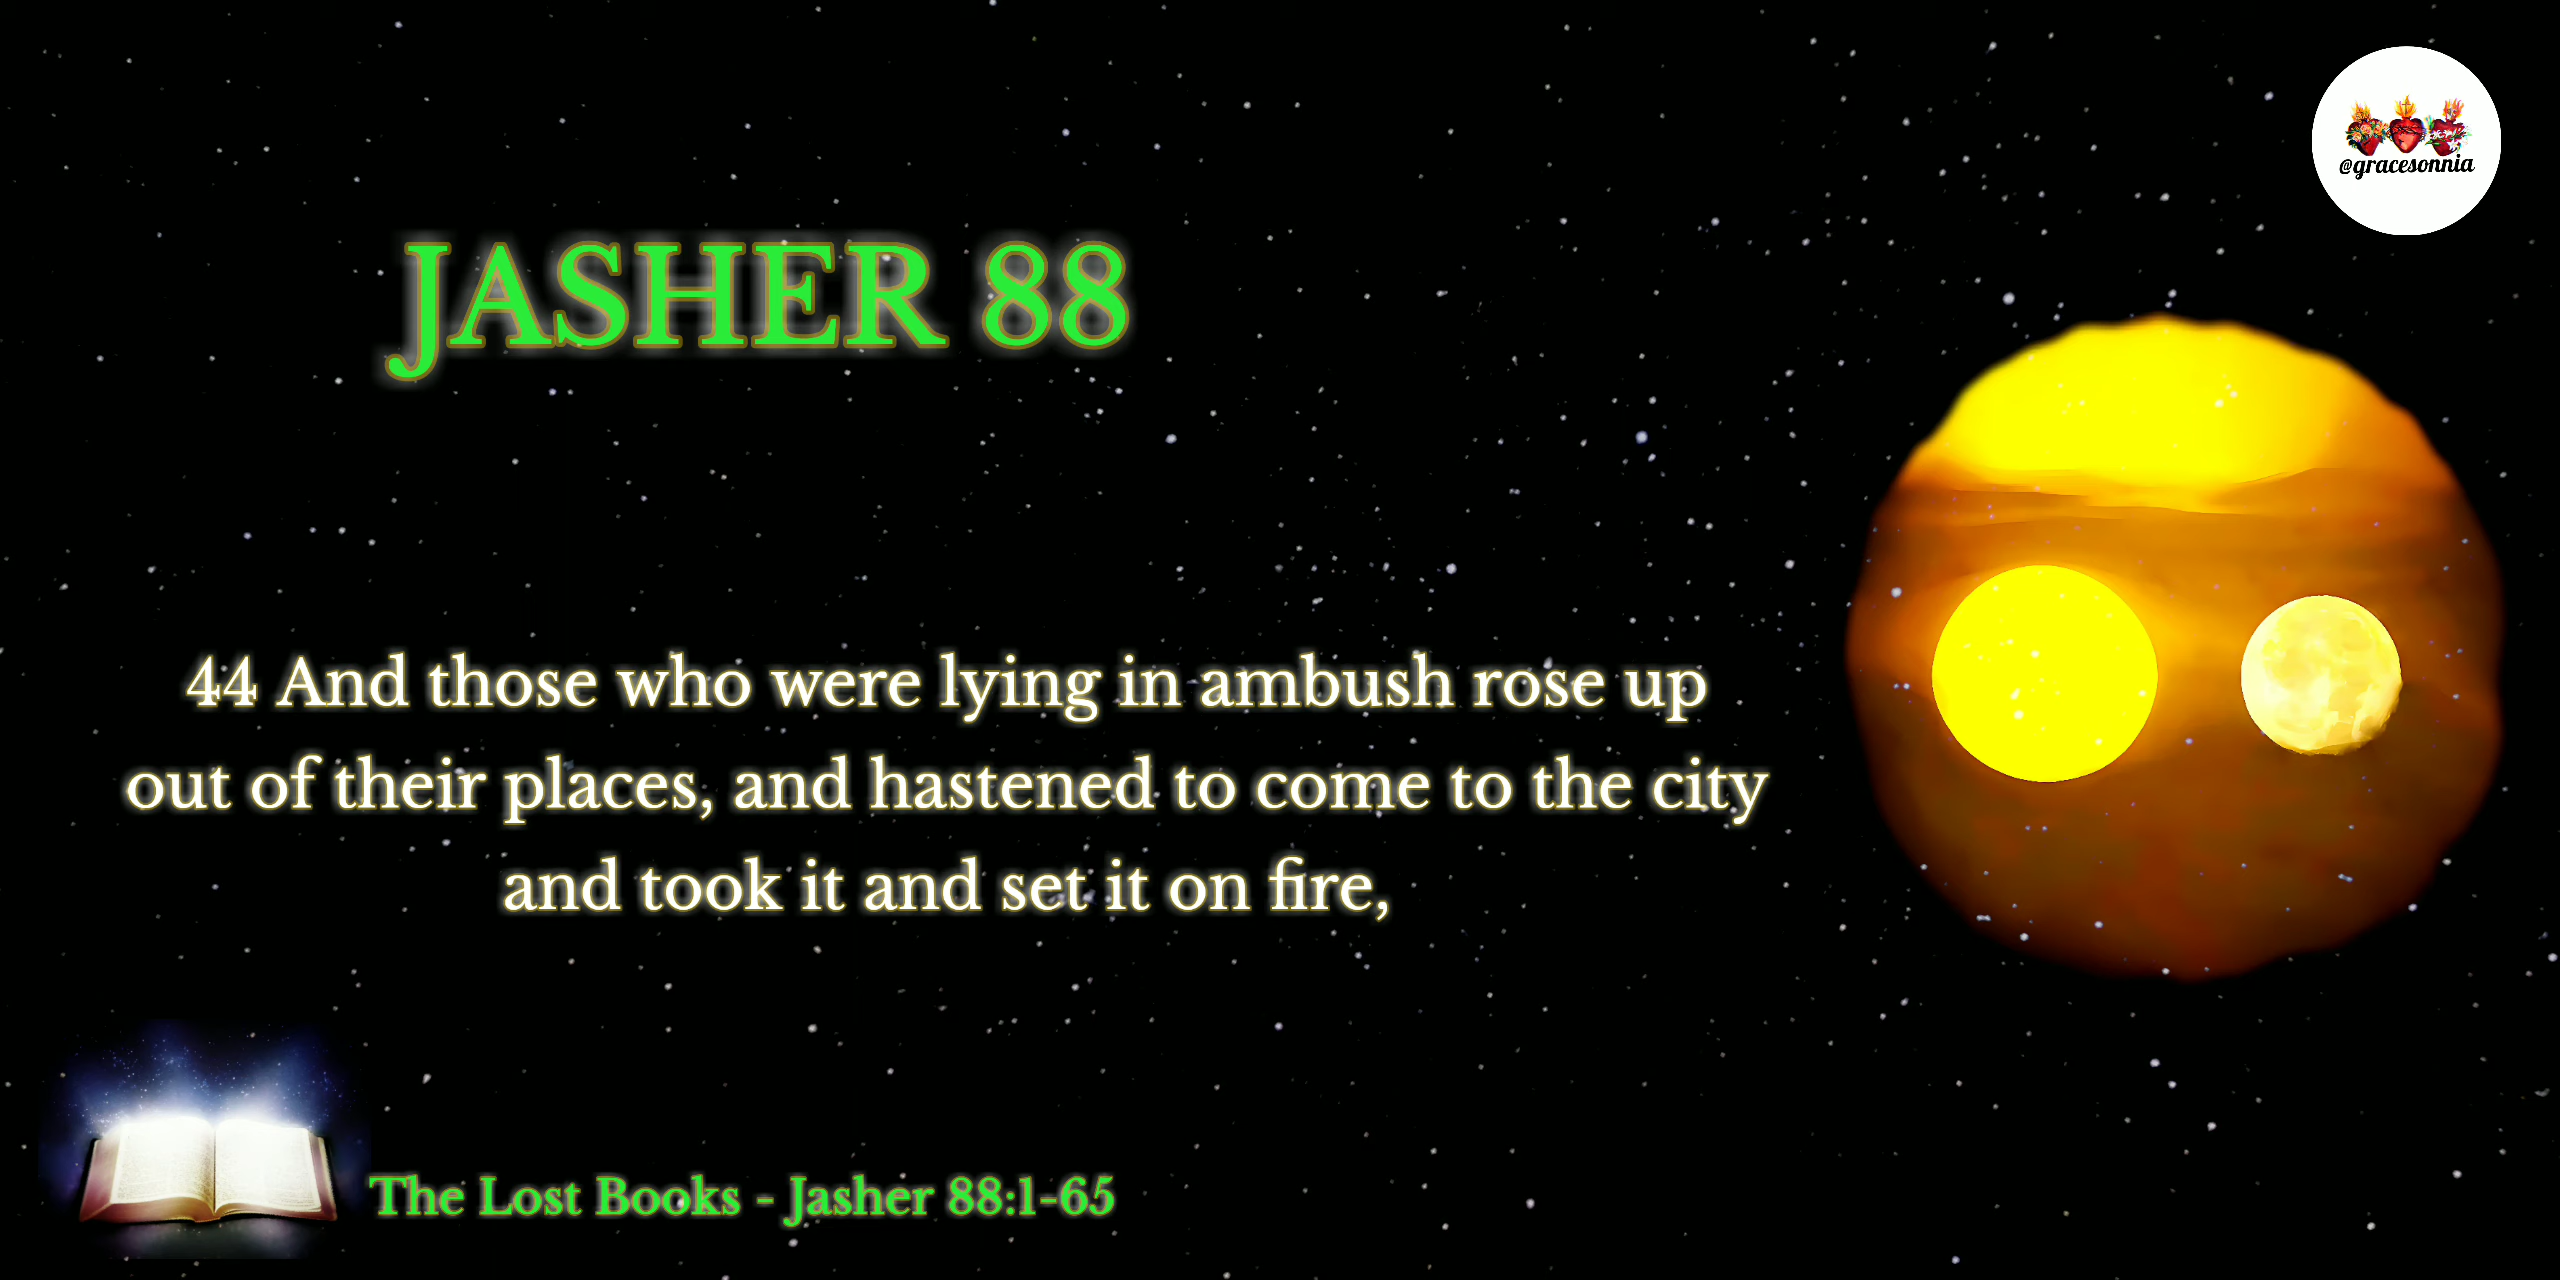 @gracesonnia
JASHER 88
44 And those who were lying in ambush rose up
out of their places, and hastened to come to the city
and took it and set it on fire,
The Lost Books - Jasher 88:1-65